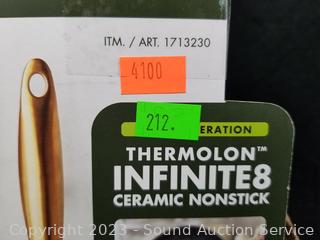 ITM. / ART. 1713230
4100
212.
ERATION
THERMOLON™
INFINITE8
CERAMIC NONSTICK
Copyright © 2023 - Sound Auction Service